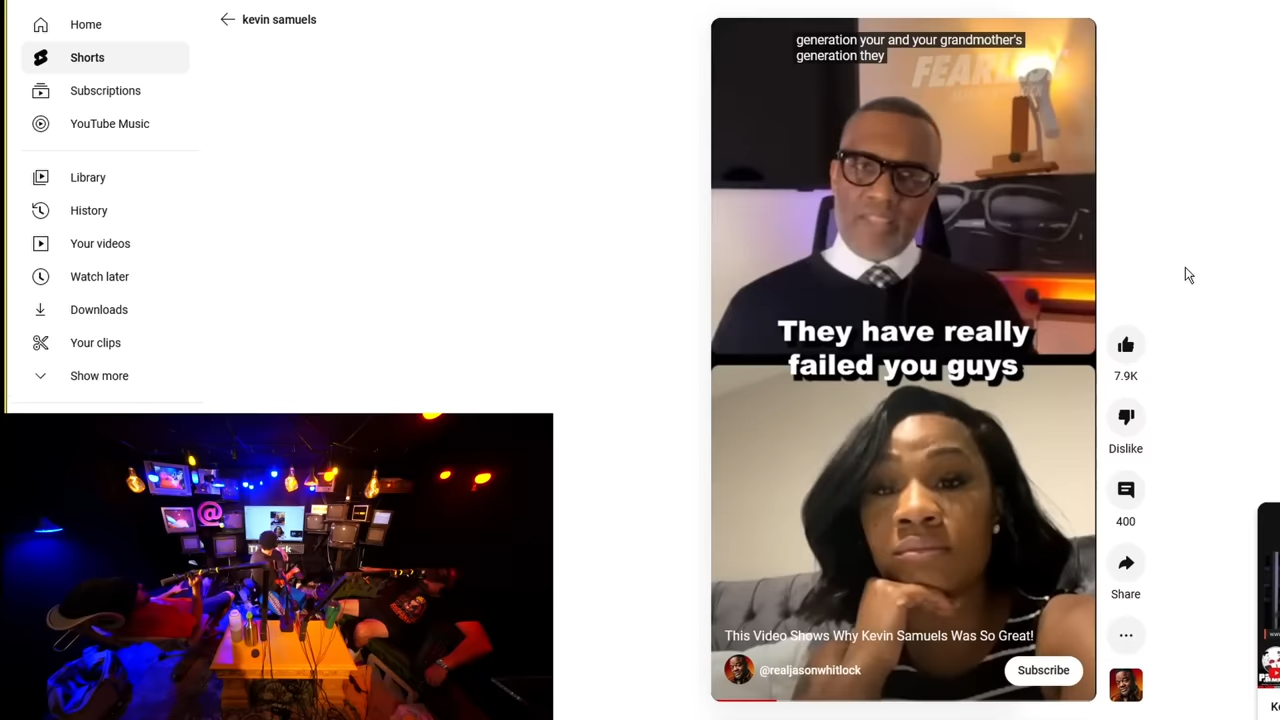 Home
Shorts
Subscriptions
YouTube Music
Library
History
Your videos
Watch later
Downloads
Your clips
Show more
kevin samuels
generation your and your grandmother's
generation they
They have really
failed you guys
This Video Shows Why Kevin Samuels Was So Great!
@realjasonwhitlock
Subscribe
7.9K
Dislike
400
Share
@